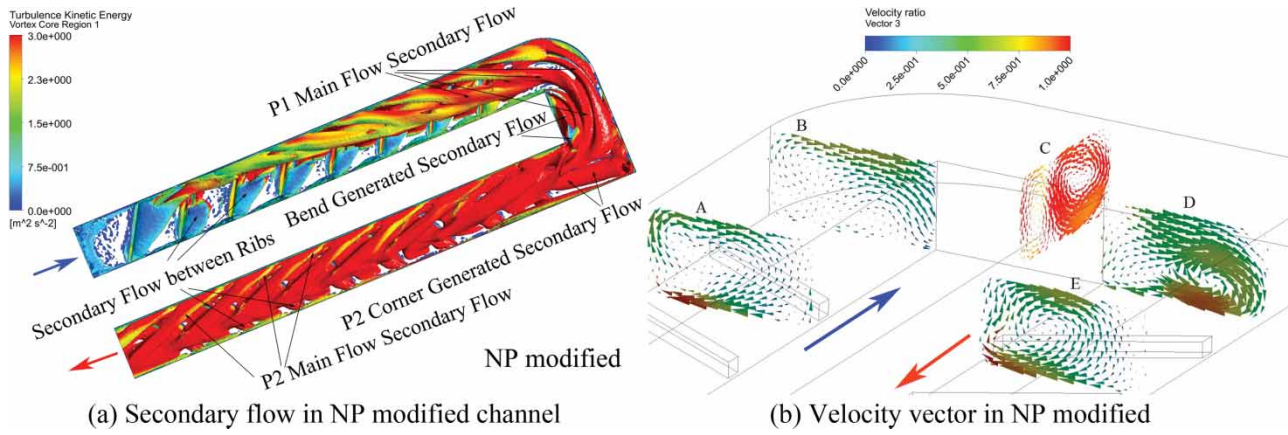 Turbulence Kinetic Energy
Vortex Core Region 1
3.0e+000
2.3e+000
1.5e+000
7.5e-001
0.0e+000
[m^2 s^-2]
P1 Main Flow Secondary Flow
Bend Generated Secondary Flow
Secondary Flow between Ribs
P2 Corner Generated Secondary Flow
P2 Main Flow Secondary Flow
NP modified
(a) Secondary flow in NP modified channel
Velocity ratio
Vector 3
0.0e+000
2.5e-001
5.0e-001
7.5e-001
1.0e+000
A
B
C
D
E
(b) Velocity vector in NP modified